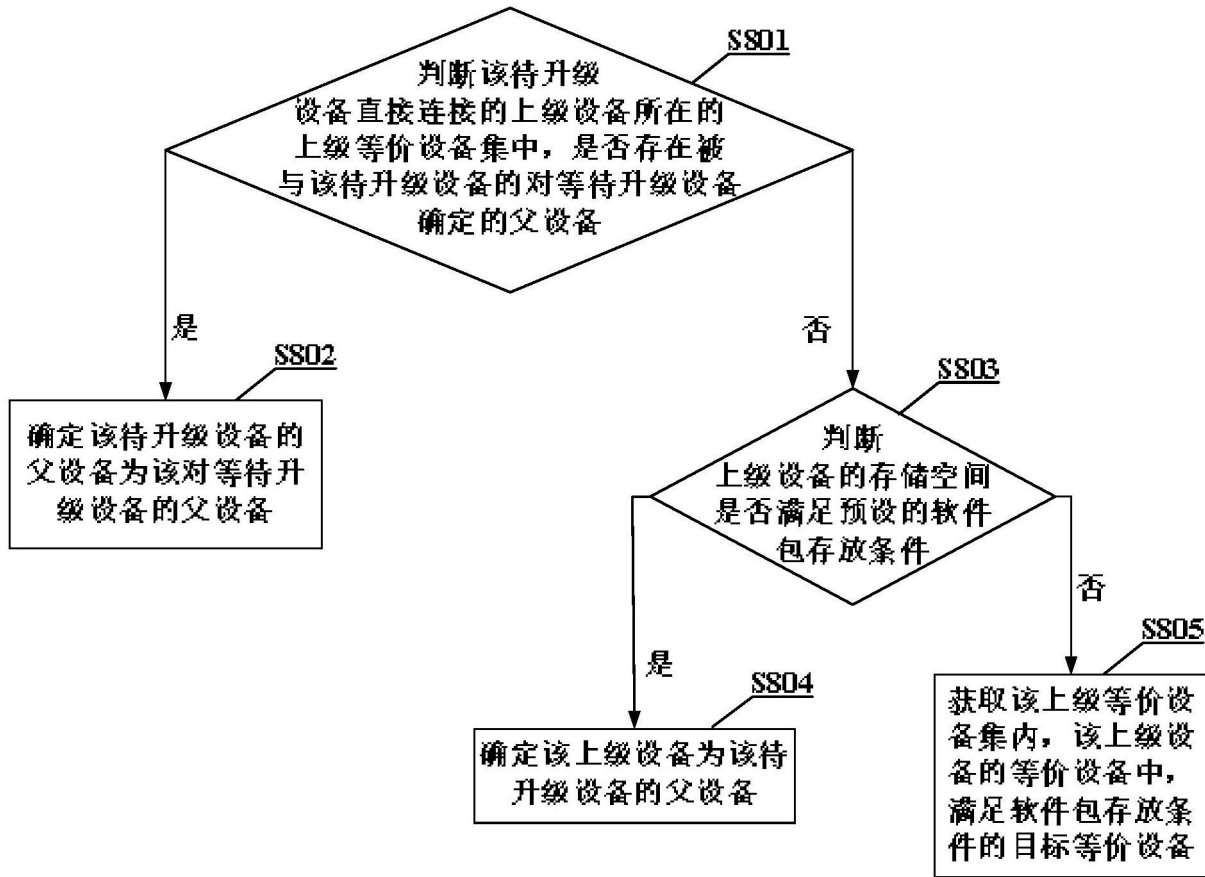 S801
判断该待升级
设备直接连接的上级设备所在的
上级等价设备集中，是否存在被
与该待升级设备的对等待升级设备
确定的父设备
是
否
S802
确定该待升级设备的
父设备为该对等待升
级设备的父设备
S803
判断
上级设备的存储空间
是否满足预设的软件
包存放条件
是
否
S804
确定该上级设备为该待
升级设备的父设备
S805
获取该上级等价设
备集内，该上级设
备的等价设备中，
满足软件包存放条
件的目标等价设备